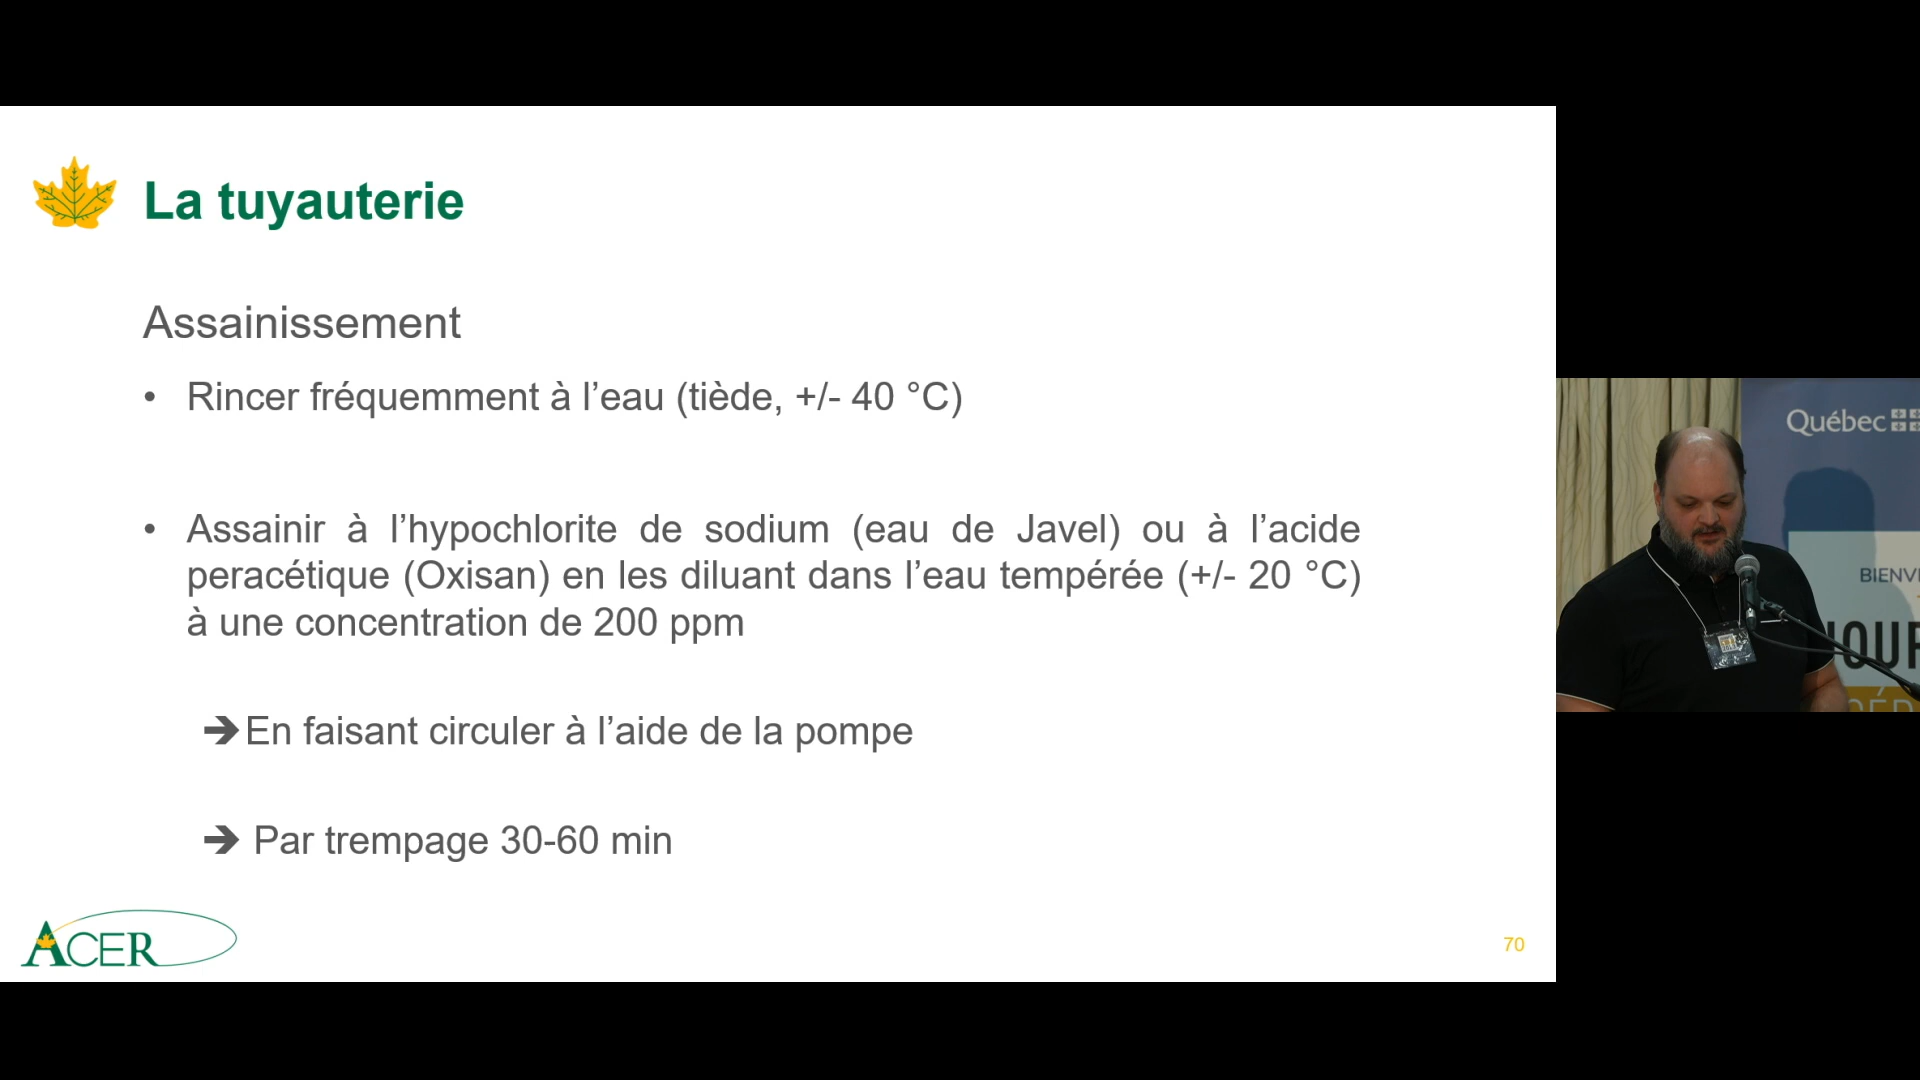 La tuyauterie
Assainissement
• Rincer fréquemment à l’eau (tiède, +/- 40 °C)
• Assainir à l’hypochlorite de sodium (eau de Javel) ou à l’acide
peracétique (Oxisan) en les diluant dans l’eau tempérée (+/- 20 °C)
à une concentration de 200 ppm
➔ En faisant circuler à l’aide de la pompe
➔ Par trempage 30-60 min
ACER
70
Québec